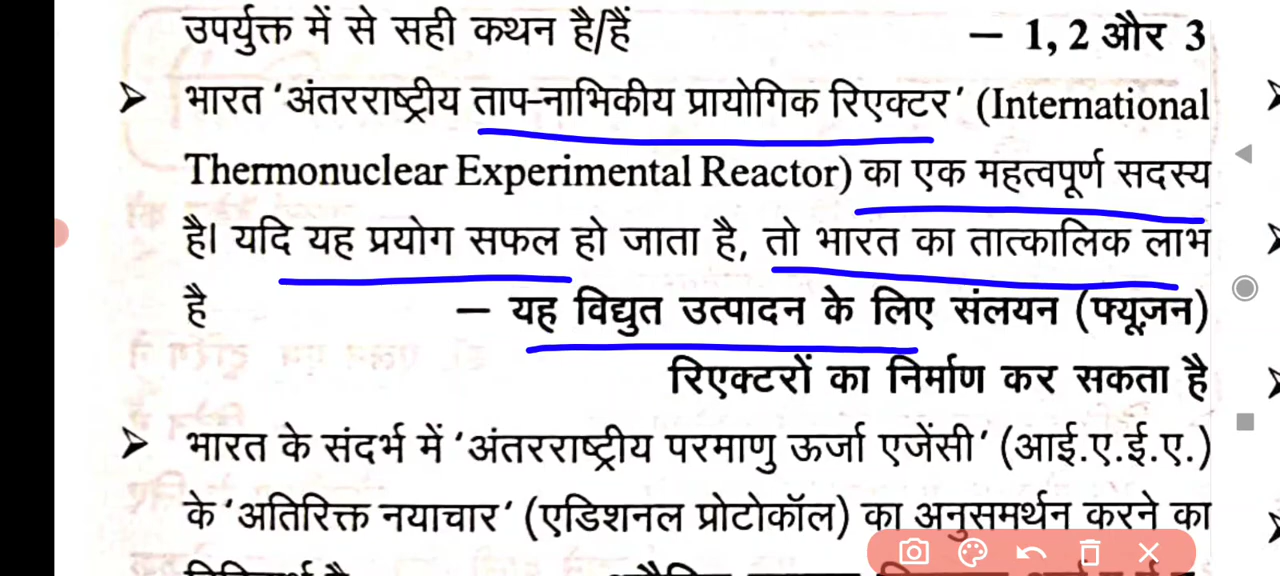 उपर्युक्त में से सही कथन है/हैं — 1, 2 और 3
➤ भारत ‘अंतरराष्ट्रीय ताप-नाभिकीय प्रायोगिक रिएक्टर’ (International
Thermonuclear Experimental Reactor) का एक महत्वपूर्ण सदस्य
है। यदि यह प्रयोग सफल हो जाता है, तो भारत का तात्कालिक लाभ
है — यह विद्युत उत्पादन के लिए संलयन (फ्यूज़न)
रिएक्टरों का निर्माण कर सकता है
➤ भारत के संदर्भ में ‘अंतरराष्ट्रीय परमाणु ऊर्जा एजेंसी’ (आई.ए.ई.ए.)
के ‘अतिरिक्त नयाचार’ (एडिशनल प्रोटोकॉल) का अनुसमर्थन करने का